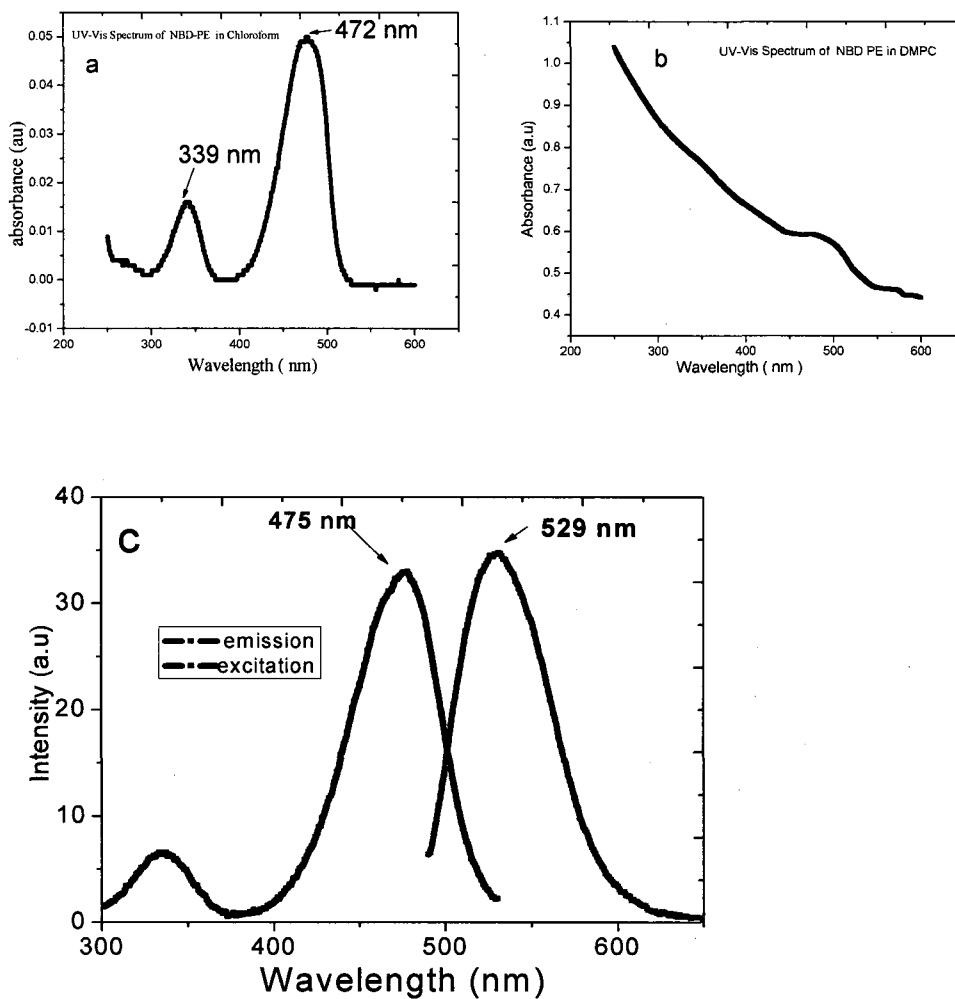 UV-Vis Spectrum of NBD-PE in Chloroform
472 nm
a
339 nm
absorbance (au)
0.05
0.04
0.03
0.02
0.01
0.00
-0.01
200 300 400 500 600
Wavelength ( nm)
UV-Vis Spectrum of NBD PE in DMPC
b
Absorbance (a.u)
1.1
1.0
0.9
0.8
0.7
0.6
0.5
0.4
200 300 400 500 600
Wavelength ( nm )
C
475 nm
529 nm
emission
excitation
Intensity (a.u)
40
30
20
10
0
300 400 500 600
Wavelength (nm)